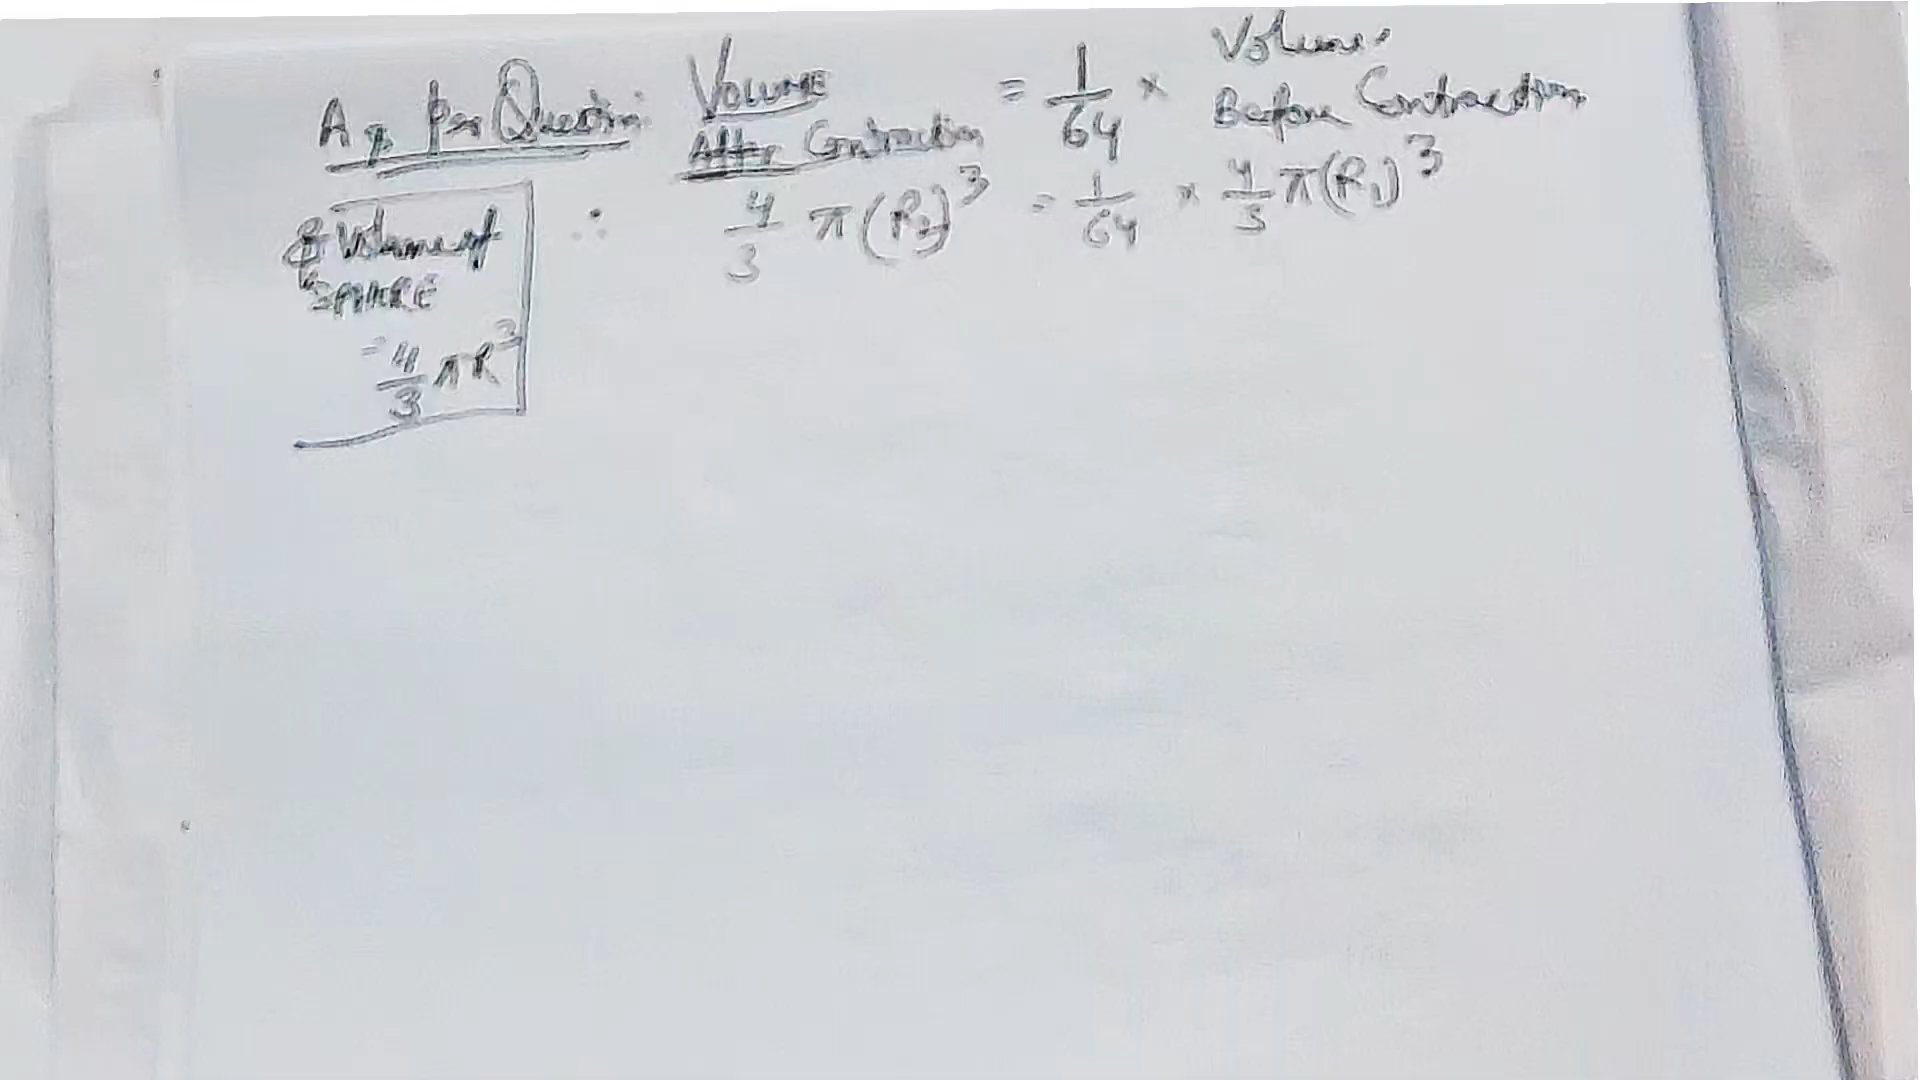 As per Question: VOLUME After Contraction = 1/64 × Volume Before Contraction
∴ 4/3 π(R2)^3 = 1/64 × 4/3 π(R1)^3
Volume of
SPHERE
= 4/3 πR^3